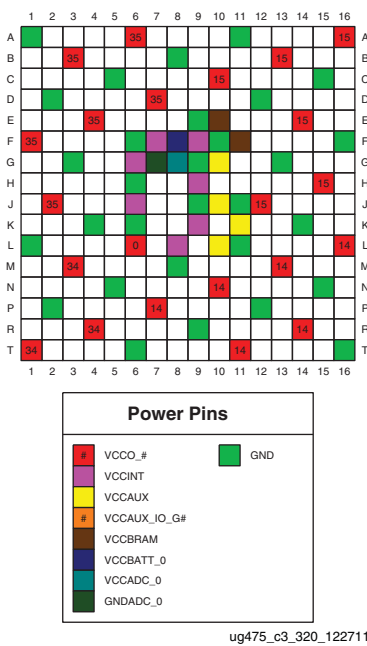 1 2 3 4 5 6 7 8 9 10 11 12 13 14 15 16
A 35 15 A
B 35 15 B
C 10 15 C
D 35 D
E 35 14 E
F 35 F
G G
H 15 H
J 35 15 J
K K
L 0 14 L
M 34 14 M
N 14 N
P 14 P
R 34 14 R
T 34 14 T
1 2 3 4 5 6 7 8 9 10 11 12 13 14 15 16
Power Pins
# VCCO_# GND
VCCINT
VCCAUX
# VCCAUX_IO_G#
VCCBRAM
VCCBATT_0
VCCADC_0
GNDADC_0
ug475_c3_320_122711